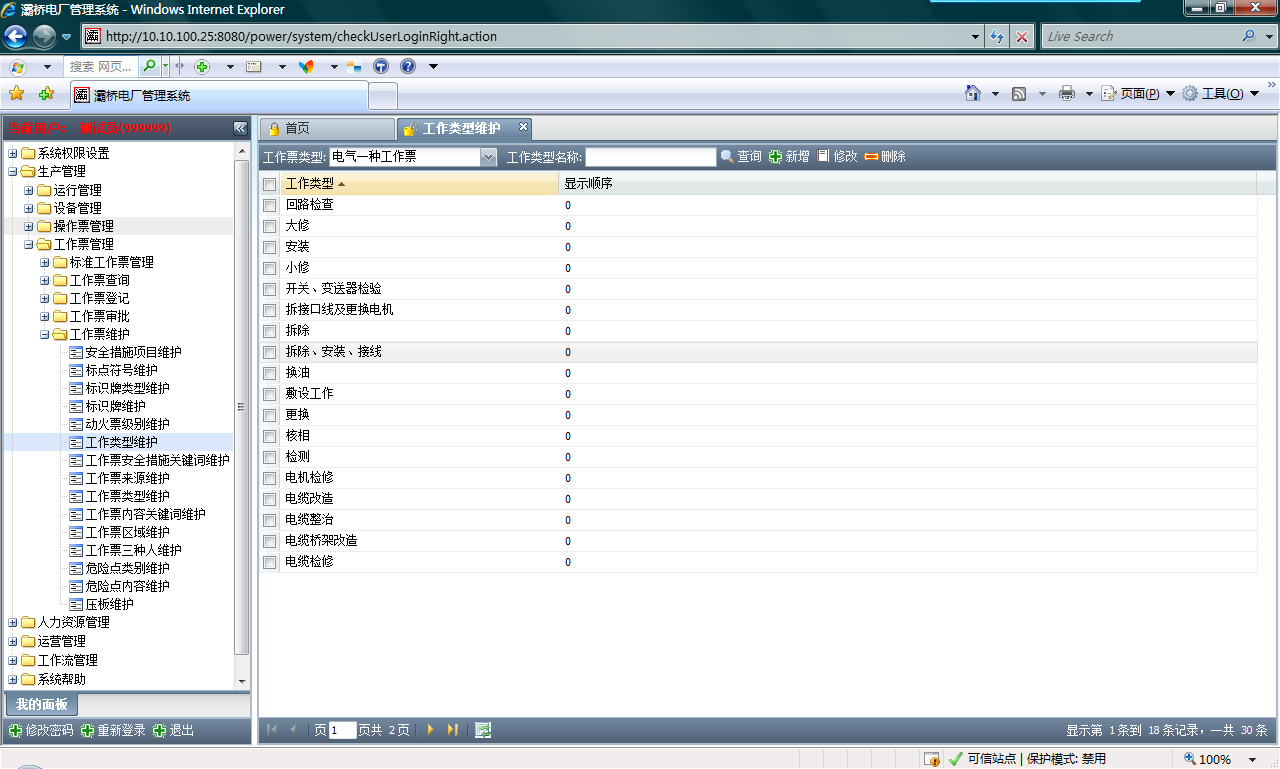 灞桥电厂管理系统 - Windows Internet Explorer
http://10.10.100.25:8080/power/system/checkUserLoginRight.action
Live Search
搜索 网页...
灞桥电厂管理系统
页面(P)
工具(O)
当前用户: 测试员(999999)
系统权限设置
生产管理
运行管理
设备管理
操作票管理
工作票管理
标准工作票管理
工作票查询
工作票登记
工作票审批
工作票维护
安全措施项目维护
标点符号维护
标识牌类型维护
标识牌维护
动火票级别维护
工作类型维护
工作票安全措施关键词维护
工作票来源维护
工作票类型维护
工作票内容关键词维护
工作票区域维护
工作票三种人维护
危险点类别维护
危险点内容维护
压板维护
人力资源管理
运营管理
工作流管理
系统帮助
我的面板
修改密码 重新登录 退出
首页 工作类型维护
工作票类型: 电气一种工作票 工作类型名称: 查询 新增 修改 删除
工作类型 显示顺序
回路检查 0
大修 0
安装 0
小修 0
开关、变送器检验 0
拆接口线及更换电机 0
拆除 0
拆除、安装、接线 0
换油 0
敷设工作 0
更换 0
核相 0
检测 0
电机检修 0
电缆改造 0
电缆整治 0
电缆桥架改造 0
电缆检修 0
页 1 页共 2 页
显示第 1 条到 18 条记录，一共 30 条
可信站点 | 保护模式: 禁用
100%